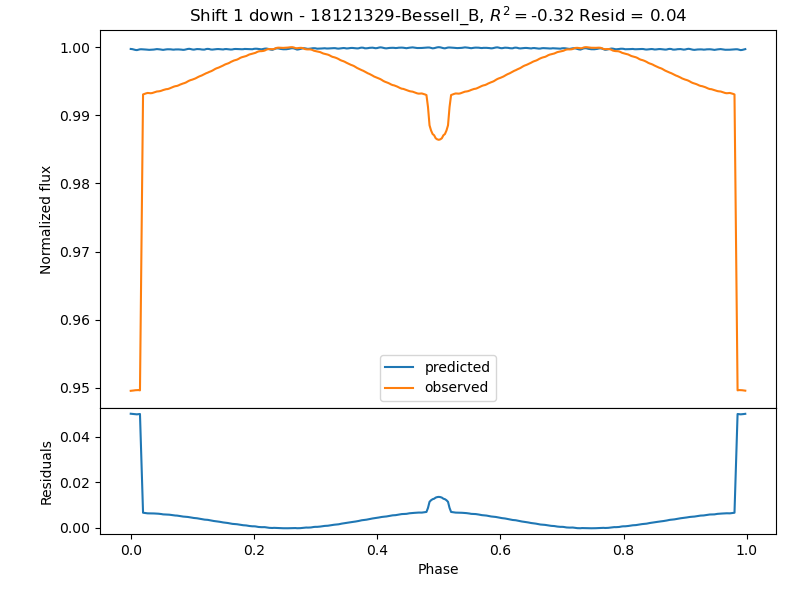 Shift 1 down - 18121329-Bessell_B, $R^2=$-0.32 Resid = 0.04
1.00
0.99
0.98
0.97
0.96
0.95
Normalized flux
predicted
observed
0.04
0.02
0.00
Residuals
0.0 0.2 0.4 0.6 0.8 1.0
Phase